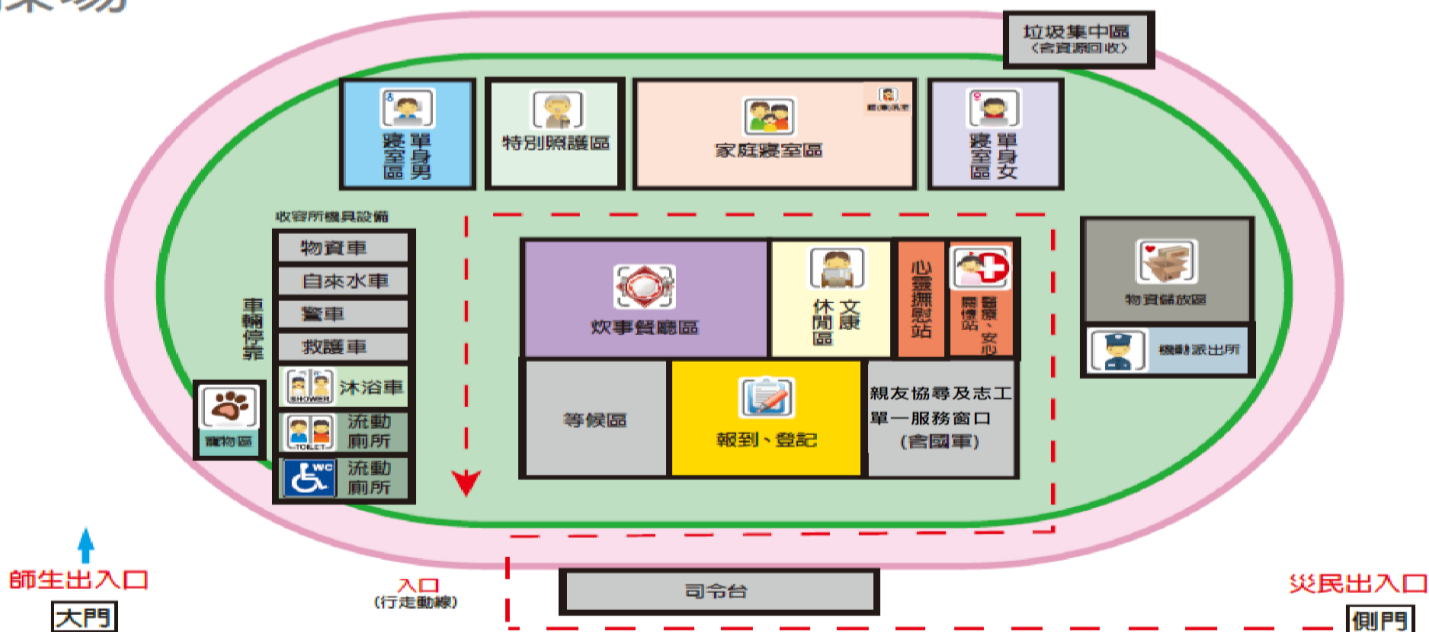 垃圾集中區
(含資源回收)
單身男
寢室區
特別照護區
家庭寢室區
單身女
寢室區
收容所機具設備
物資車
自來水車
警車
救護車
SHOWER
沐浴車
TOILET
流動
廁所
WC
流動
廁所
車輛停靠
寵物區
炊事餐廳區
文康
休閒區
心靈撫慰站
醫療、安心
關懷站
物資儲放區
機動派出所
等候區
報到、登記
親友協尋及志工
單一服務窗口
(含國軍)
師生出入口
大門
入口
(行走動線)
司令台
災民出入口
側門